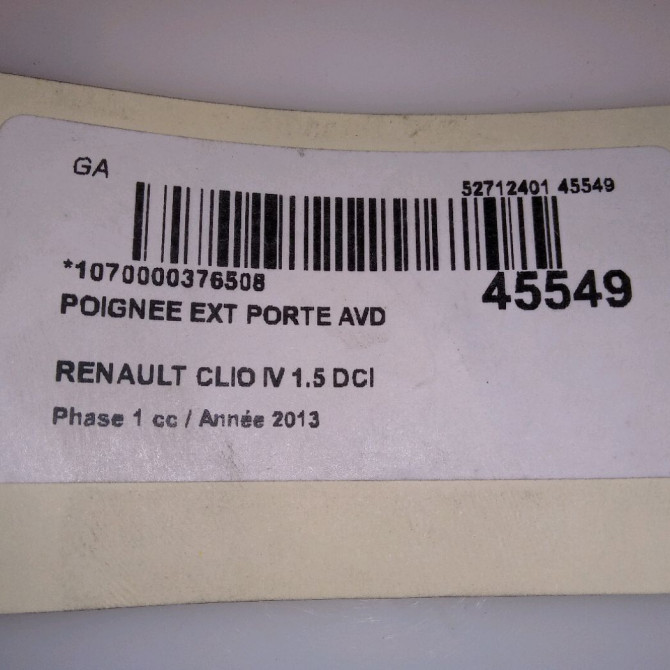 GA
52712401 45549
*1070000376508
45549
POIGNEE EXT PORTE AVD
RENAULT CLIO IV 1.5 DCI
Phase 1 cc / Année 2013